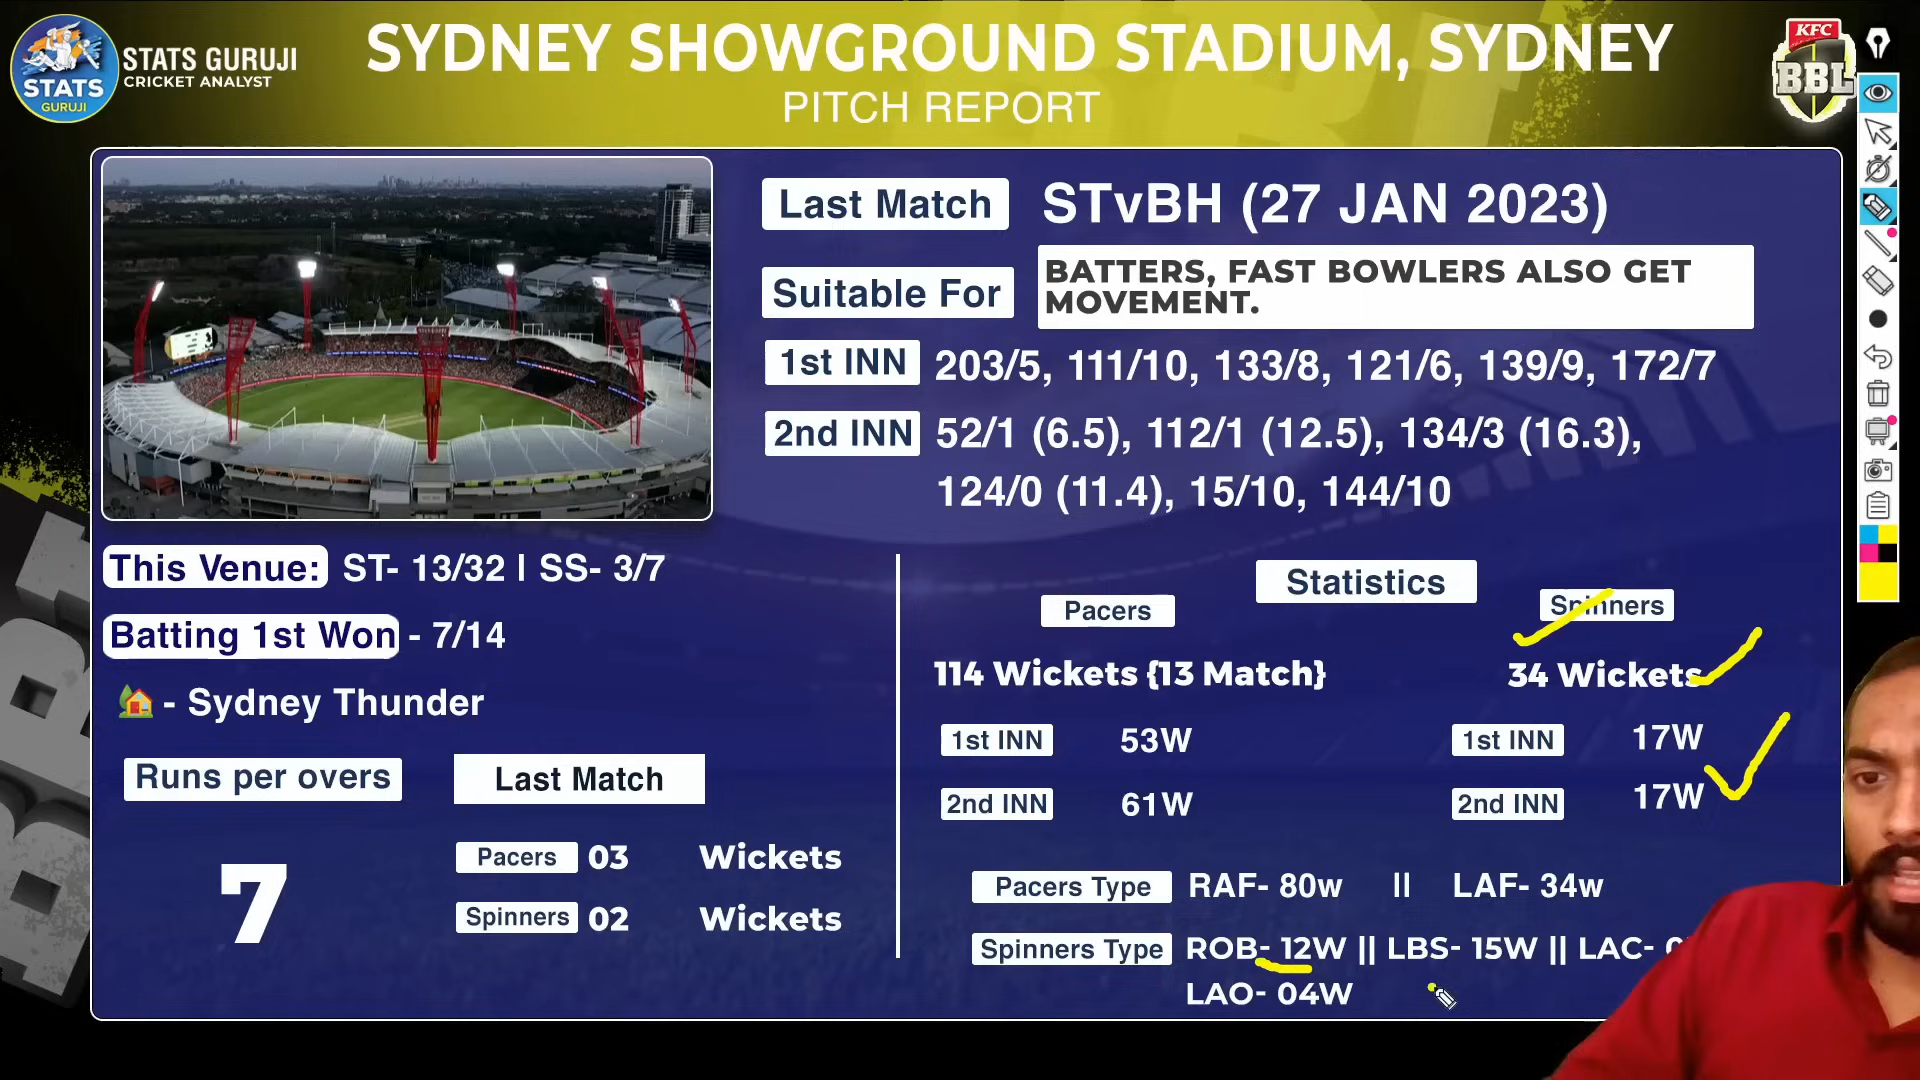 STATS
GURUJI
STATS GURUJI
CRICKET ANALYST
SYDNEY SHOWGROUND STADIUM, SYDNEY
PITCH REPORT
KFC
BBL
Last Match STvBH (27 JAN 2023)
Suitable For BATTERS, FAST BOWLERS ALSO GET
MOVEMENT.
1st INN 203/5, 111/10, 133/8, 121/6, 139/9, 172/7
2nd INN 52/1 (6.5), 112/1 (12.5), 134/3 (16.3),
124/0 (11.4), 15/10, 144/10
This Venue: ST- 13/32 | SS- 3/7
Batting 1st Won - 7/14
- Sydney Thunder
Runs per overs
7
Last Match
Pacers 03 Wickets
Spinners 02 Wickets
Statistics
Pacers Spinners
114 Wickets {13 Match} 34 Wickets
1st INN 53W 1st INN 17W
2nd INN 61W 2nd INN 17W
Pacers Type RAF- 80w || LAF- 34w
Spinners Type ROB- 12W || LBS- 15W || LAC-
LAO- 04W